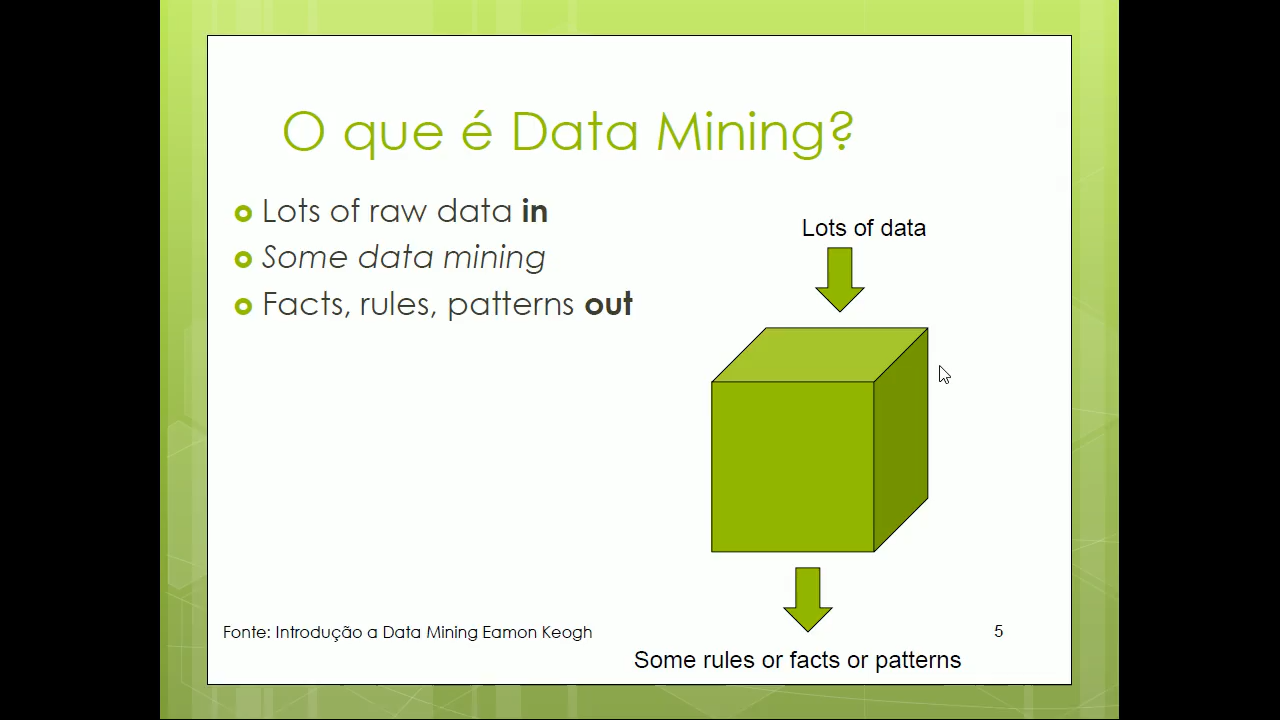 O que é Data Mining?
Lots of raw data in
Some data mining
Facts, rules, patterns out
Lots of data
Some rules or facts or patterns
Fonte: Introdução a Data Mining Eamon Keogh
5